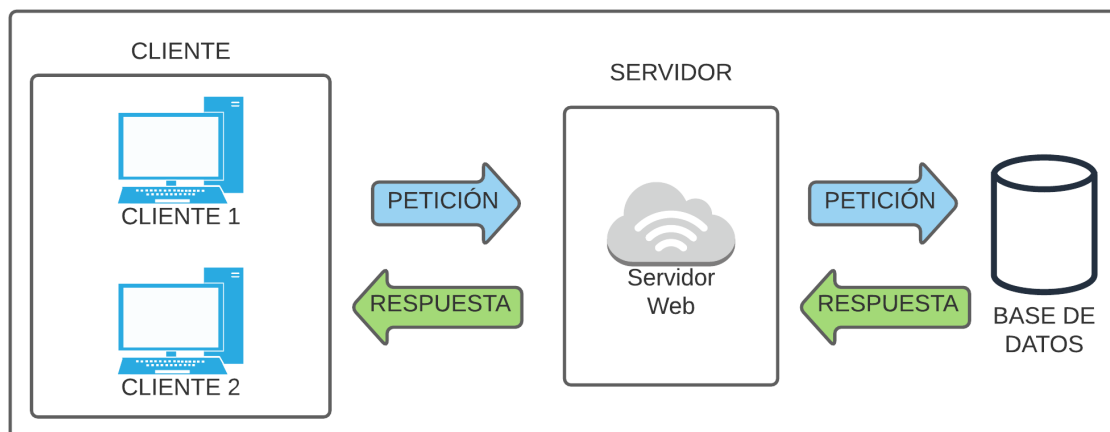 CLIENTE
CLIENTE 1
CLIENTE 2
PETICIÓN
RESPUESTA
SERVIDOR
Servidor
Web
PETICIÓN
RESPUESTA
BASE DE
DATOS